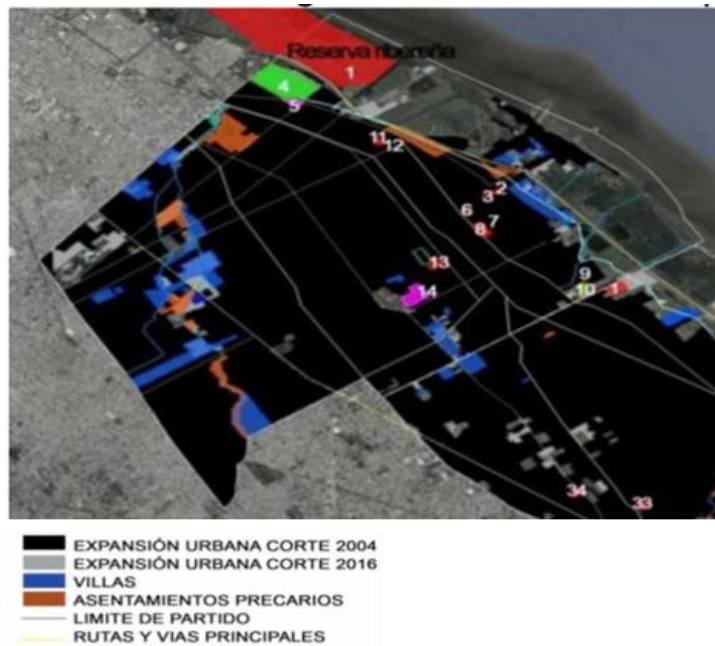 Reserva ribereña
1
4
5
11
12
2
3
6
7
8
13
14
9
10
1
34
33
EXPANSIÓN URBANA CORTE 2004
EXPANSIÓN URBANA CORTE 2016
VILLAS
ASENTAMIENTOS PRECARIOS
LIMITE DE PARTIDO
RUTAS Y VIAS PRINCIPALES